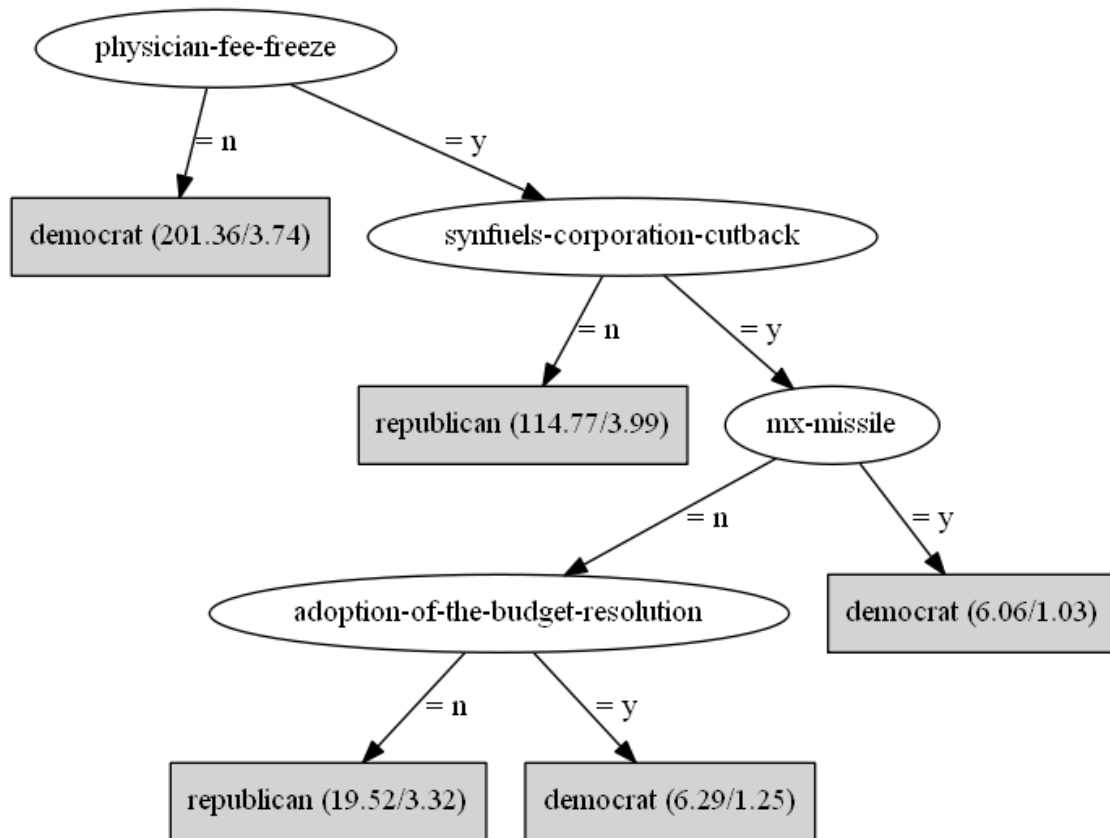 physician-fee-freeze
= n
= y
democrat (201.36/3.74)
synfuels-corporation-cutback
= n
= y
republican (114.77/3.99)
mx-missile
= n
= y
adoption-of-the-budget-resolution
democrat (6.06/1.03)
= n
= y
republican (19.52/3.32)
democrat (6.29/1.25)